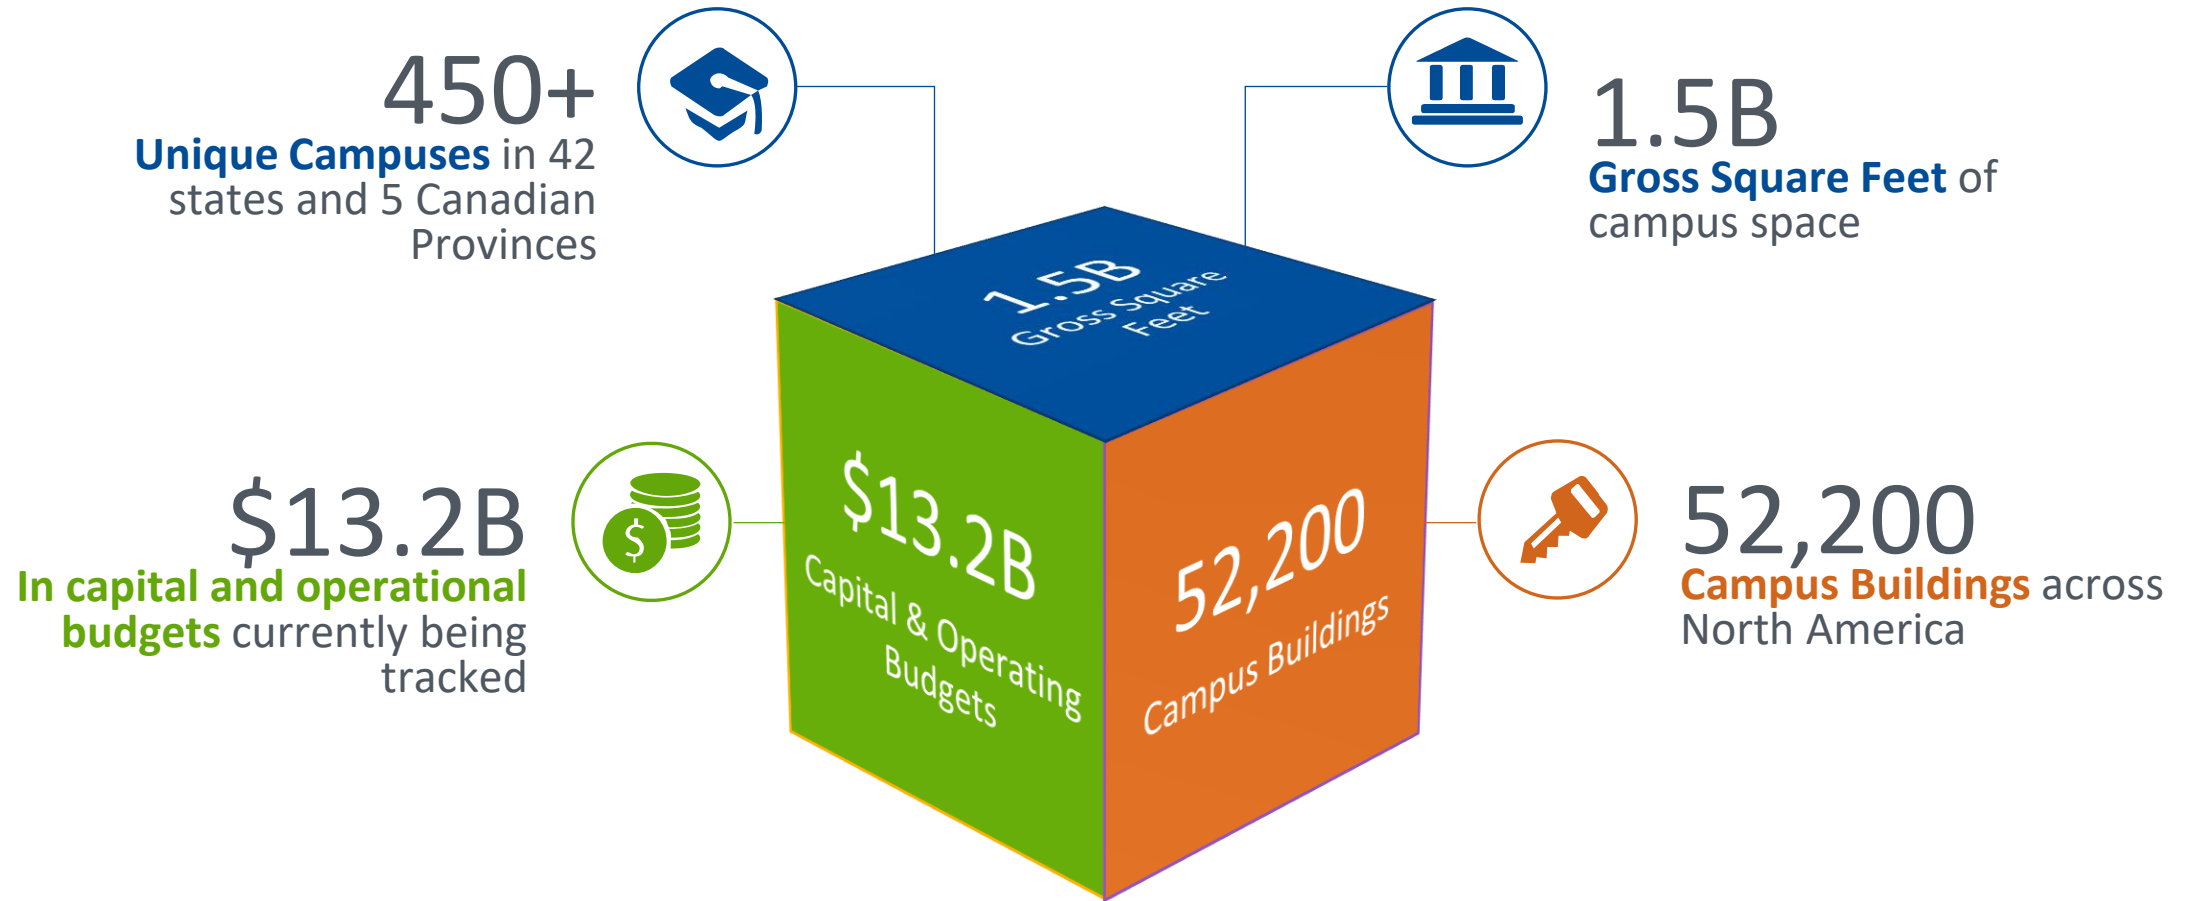 450+
Unique Campuses in 42
states and 5 Canadian
Provinces
1.5B
Gross Square Feet of
campus space
1.5B
Gross Square
Feet
$13.2B
In capital and operational
budgets currently being
tracked
$
$13.2B
Capital & Operating
Budgets
52,200
Campus Buildings
52,200
Campus Buildings across
North America